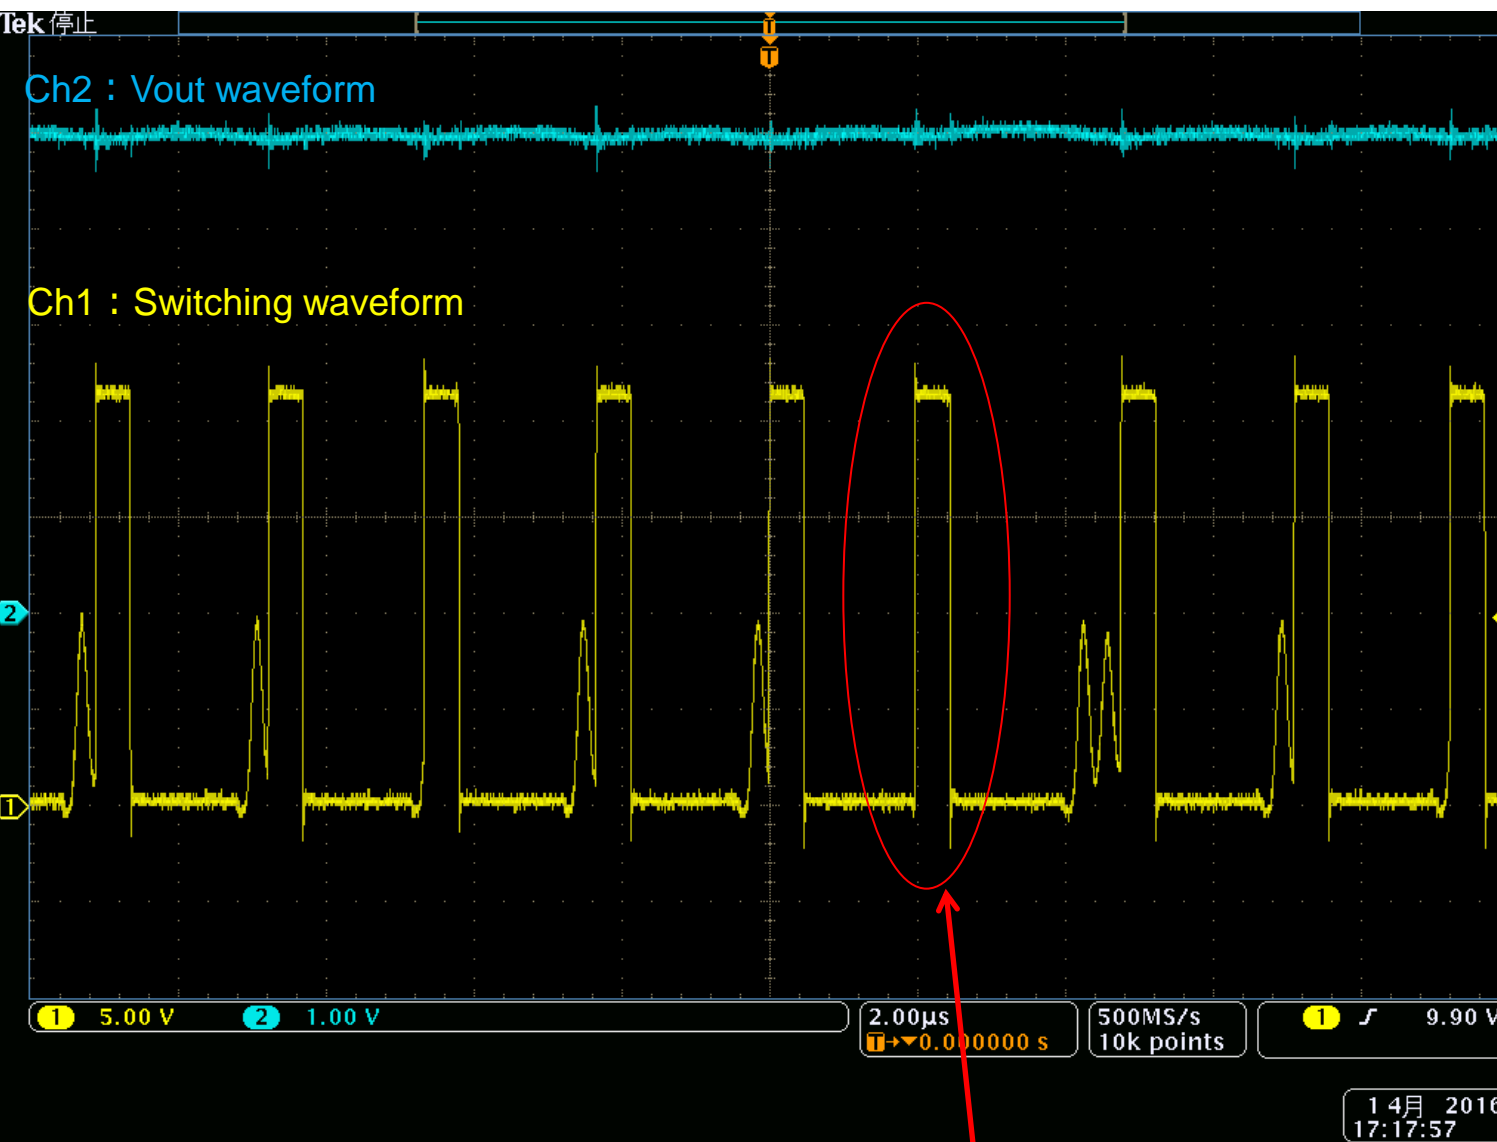 Tek 停止
T
T
Ch2：Vout waveform
Ch1：Switching waveform
2
1
1 5.00 V 2 1.00 V
2.00µs
T→▼0.000000 s
500MS/s
10k points
1 9.90 V
1 4月 2016
17:17:57